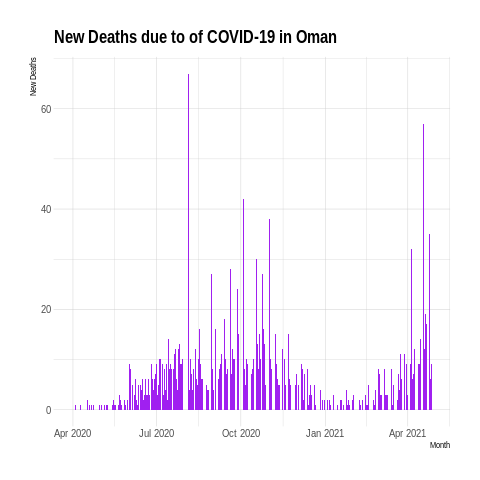 New Deaths due to of COVID-19 in Oman
New Deaths
60
40
20
0
Apr 2020 Jul 2020 Oct 2020 Jan 2021 Apr 2021
Month